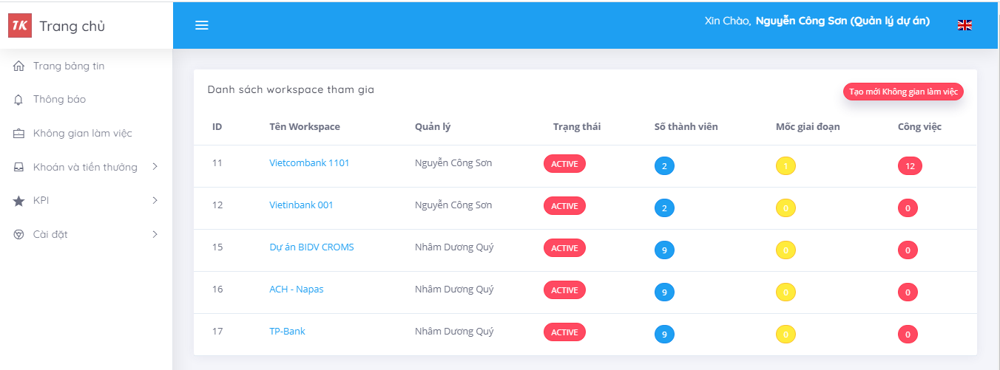 TK Trang chủ
Xin Chào, Nguyễn Công Sơn (Quản lý dự án)
Trang bảng tin
Thông báo
Không gian làm việc
Khoán và tiền thưởng
KPI
Cài đặt
Danh sách workspace tham gia
Tạo mới Không gian làm việc
ID Tên Workspace Quản lý Trạng thái Số thành viên Mốc giai đoạn Công việc
11 Vietcombank 1101 Nguyễn Công Sơn ACTIVE 2 1 12
12 Vietinbank 001 Nguyễn Công Sơn ACTIVE 2 0 0
15 Dự án BIDV CROMS Nhâm Dương Quý ACTIVE 9 0 0
16 ACH - Napas Nhâm Dương Quý ACTIVE 9 0 0
17 TP-Bank Nhâm Dương Quý ACTIVE 9 0 0